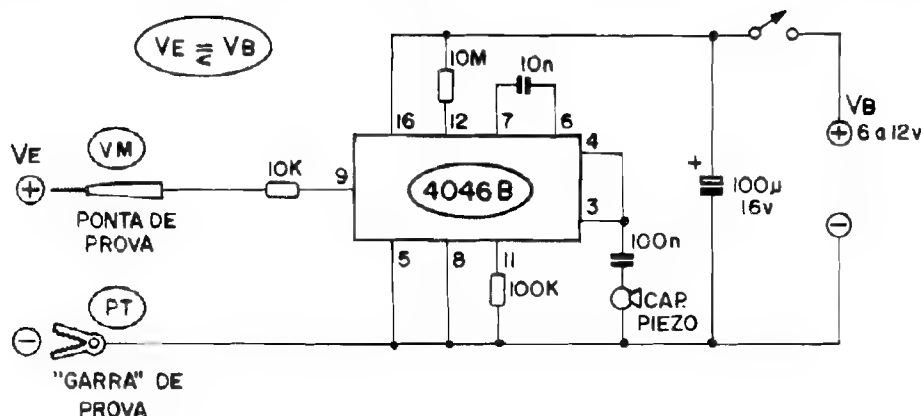 VE ≦ VB
10M
10n
16
12
7
6
VE
VM
4
VB
+
6 a 12v
10K
9
4046B
+
100µ
16v
PONTA DE
PROVA
3
100n
5
8
11
PT
100K
CAP.
PIEZO
"GARRA" DE
PROVA